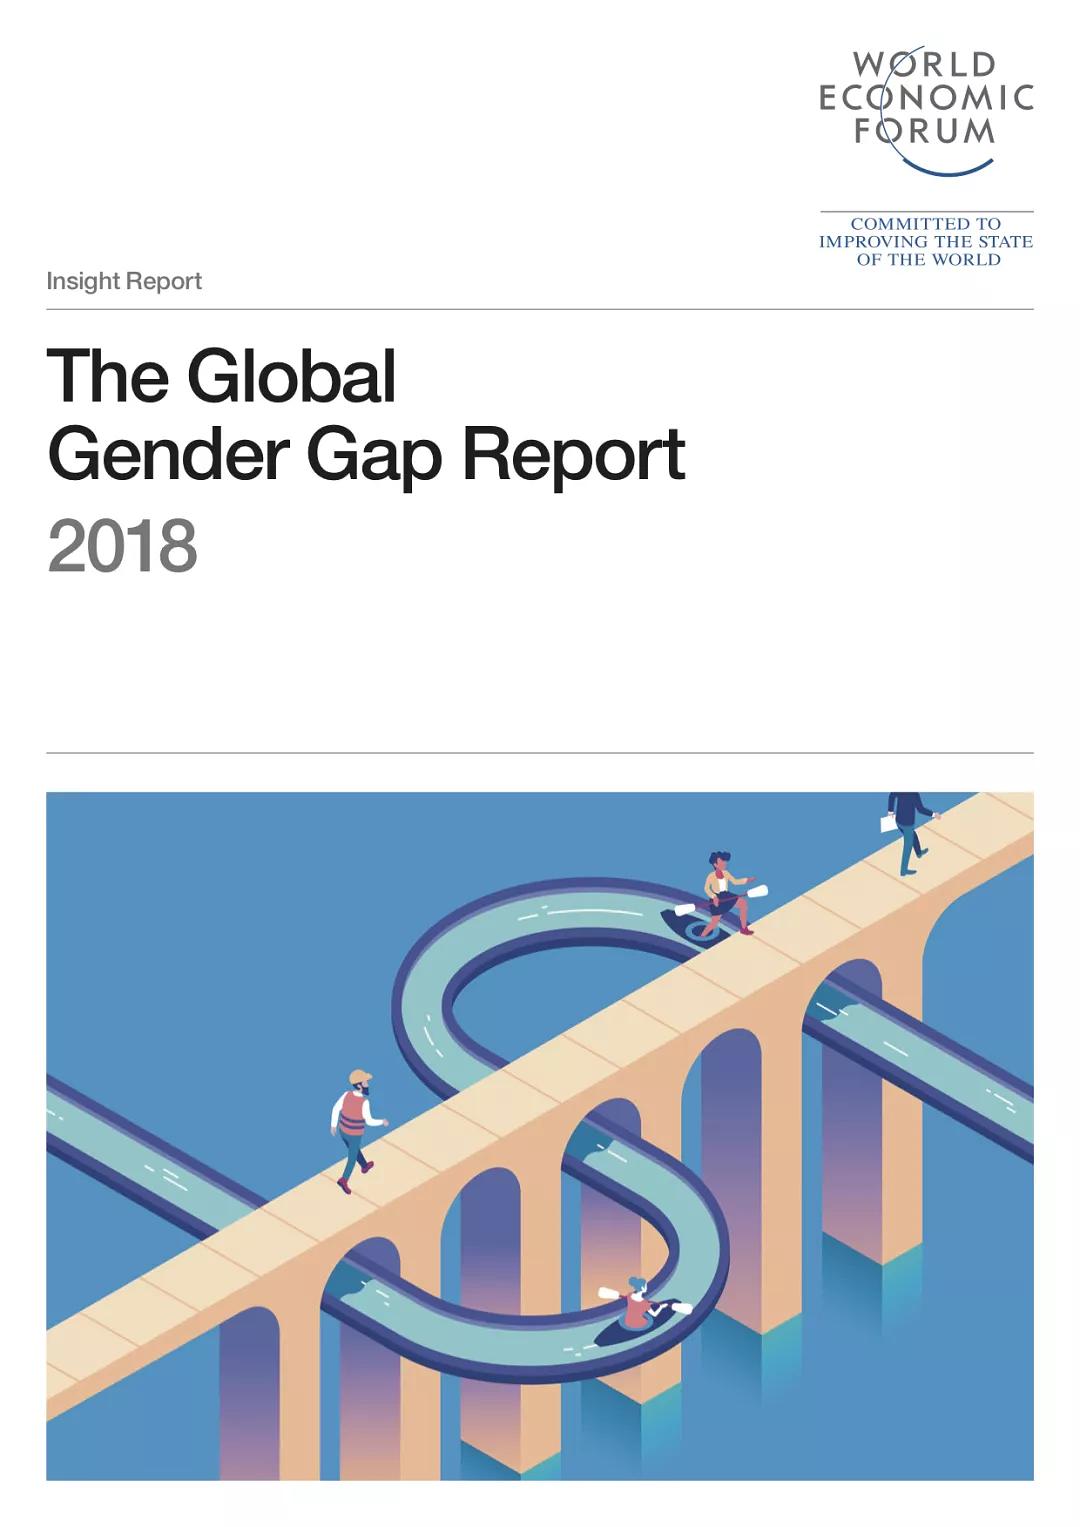 WORLD
ECONOMIC
FORUM
COMMITTED TO
IMPROVING THE STATE
OF THE WORLD
Insight Report
The Global
Gender Gap Report
2018